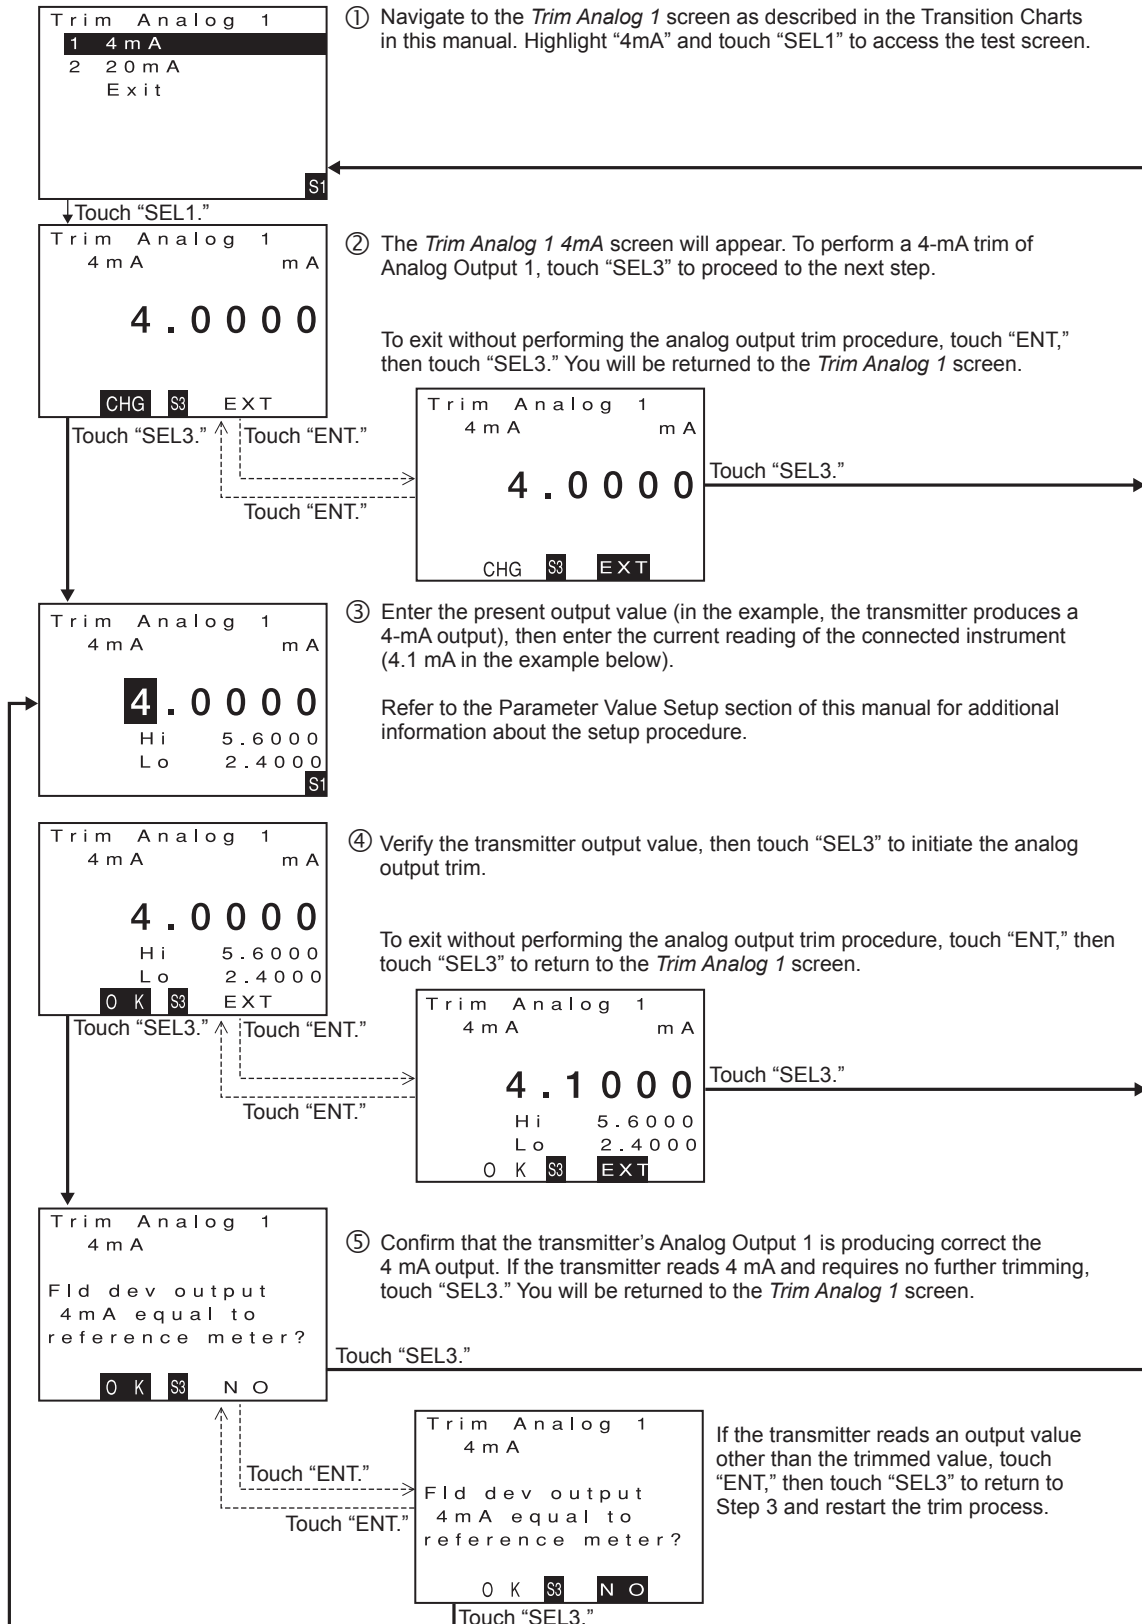 Trim Analog 1
1 4mA
2 20mA
Exit
S1
① Navigate to the Trim Analog 1 screen as described in the Transition Charts
in this manual. Highlight “4mA” and touch “SEL1” to access the test screen.
Touch “SEL1.”
Trim Analog 1
4mA mA
4.0000
CHG S3 EXT
② The Trim Analog 1 4mA screen will appear. To perform a 4-mA trim of
Analog Output 1, touch “SEL3” to proceed to the next step.
To exit without performing the analog output trim procedure, touch “ENT,”
then touch “SEL3.” You will be returned to the Trim Analog 1 screen.
Touch “SEL3.”
Touch “ENT.”
Touch “ENT.”
Trim Analog 1
4mA mA
4.0000
CHG S3 EXT
Touch “SEL3.”
Trim Analog 1
4mA mA
4.0000
Hi 5.6000
Lo 2.4000
S1
③ Enter the present output value (in the example, the transmitter produces a
4-mA output), then enter the current reading of the connected instrument
(4.1 mA in the example below).
Refer to the Parameter Value Setup section of this manual for additional
information about the setup procedure.
Trim Analog 1
4mA mA
4.0000
Hi 5.6000
Lo 2.4000
OK S3 EXT
④ Verify the transmitter output value, then touch “SEL3” to initiate the analog
output trim.
To exit without performing the analog output trim procedure, touch “ENT,” then
touch “SEL3” to return to the Trim Analog 1 screen.
Touch “SEL3.”
Touch “ENT.”
Touch “ENT.”
Trim Analog 1
4mA mA
4.1000
Hi 5.6000
Lo 2.4000
OK S3 EXT
Touch “SEL3.”
Trim Analog 1
4mA
Fld dev output
4mA equal to
reference meter?
OK S3 NO
⑤ Confirm that the transmitter’s Analog Output 1 is producing correct the
4 mA output. If the transmitter reads 4 mA and requires no further trimming,
touch “SEL3.” You will be returned to the Trim Analog 1 screen.
Touch “SEL3.”
Touch “ENT.”
Touch “ENT.”
Trim Analog 1
4mA
Fld dev output
4mA equal to
reference meter?
OK S3 NO
If the transmitter reads an output value
other than the trimmed value, touch
“ENT,” then touch “SEL3” to return to
Step 3 and restart the trim process.
Touch “SEL3.”